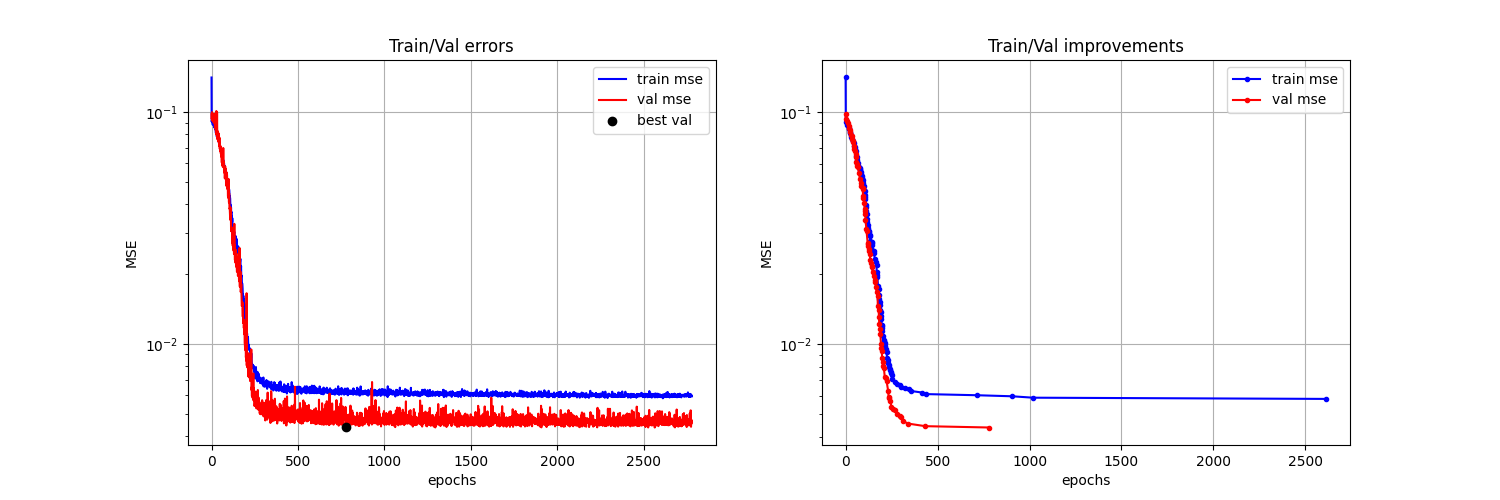 Train/Val errors
train mse
val mse
best val
10⁻¹
10⁻²
MSE
0 500 1000 1500 2000 2500
epochs
Train/Val improvements
train mse
val mse
10⁻¹
10⁻²
MSE
0 500 1000 1500 2000 2500
epochs